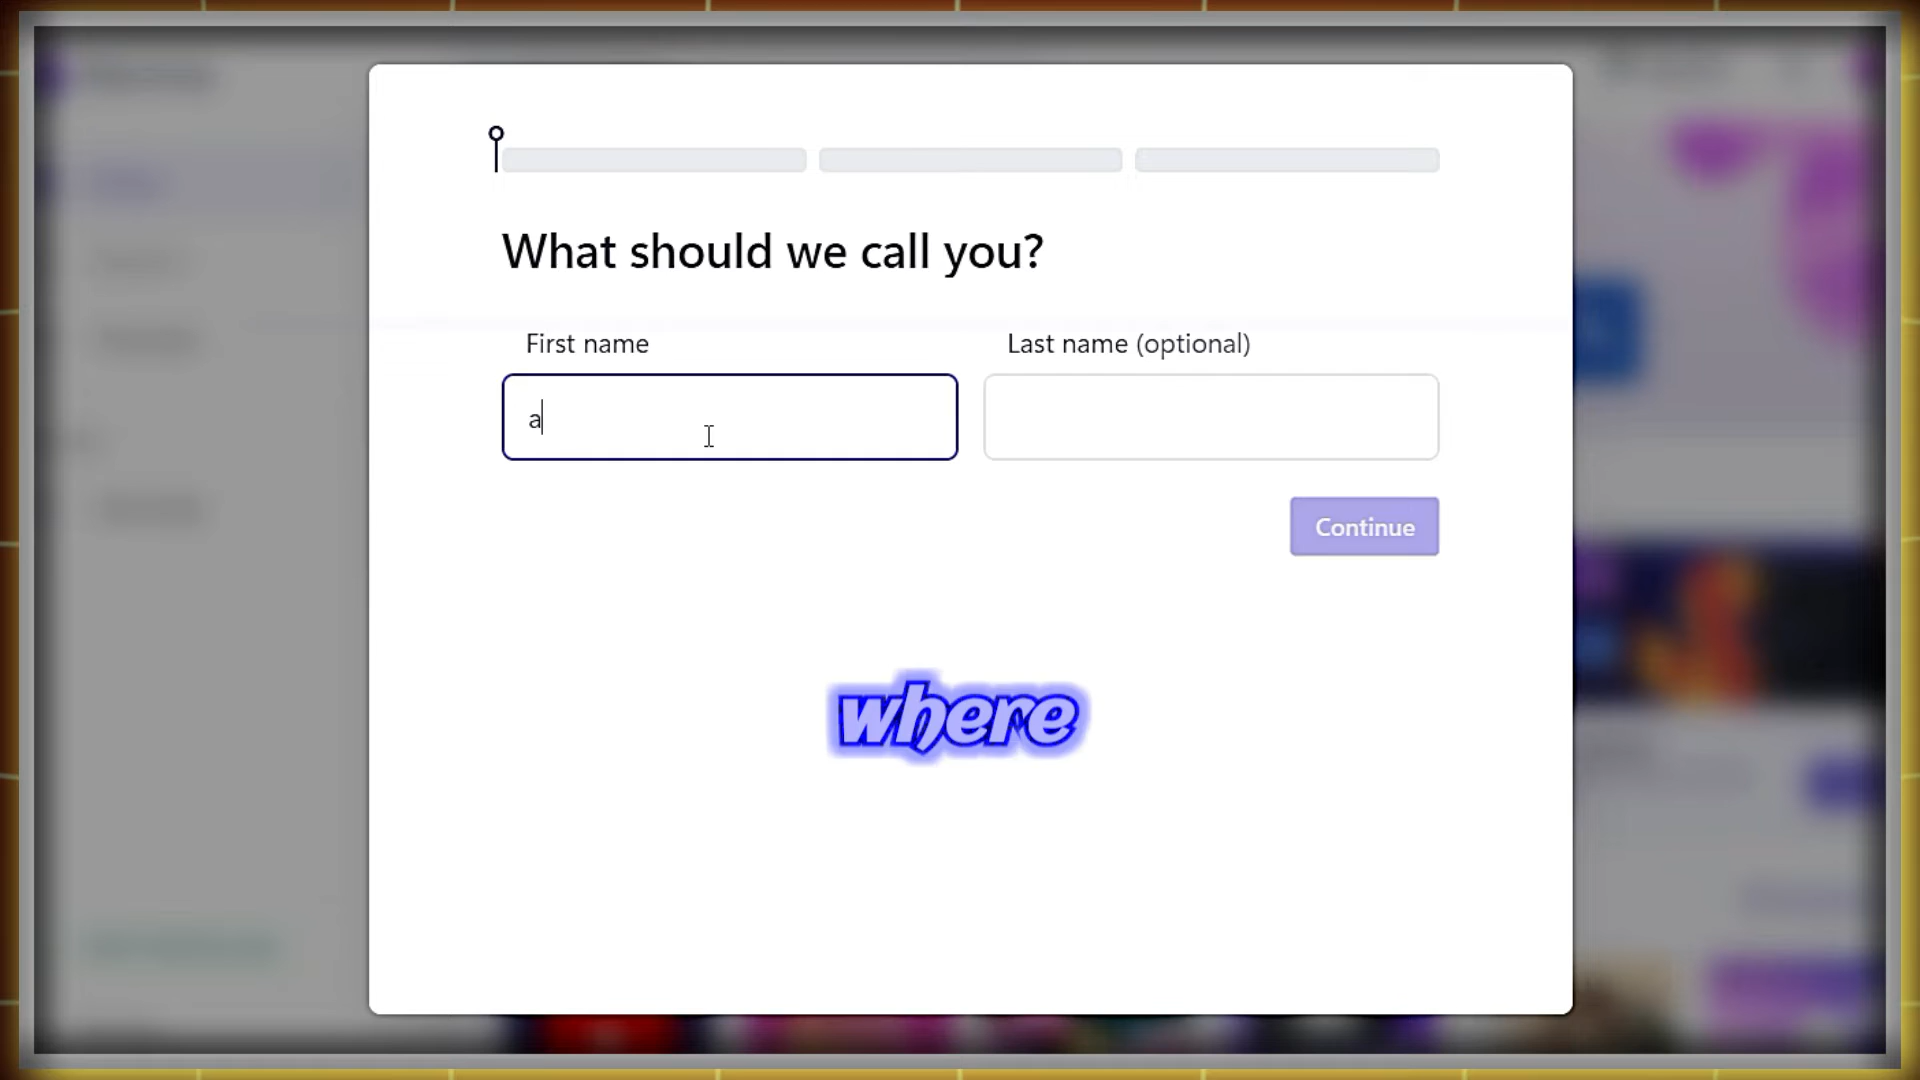 What should we call you?
First name
Last name (optional)
a
Continue
where